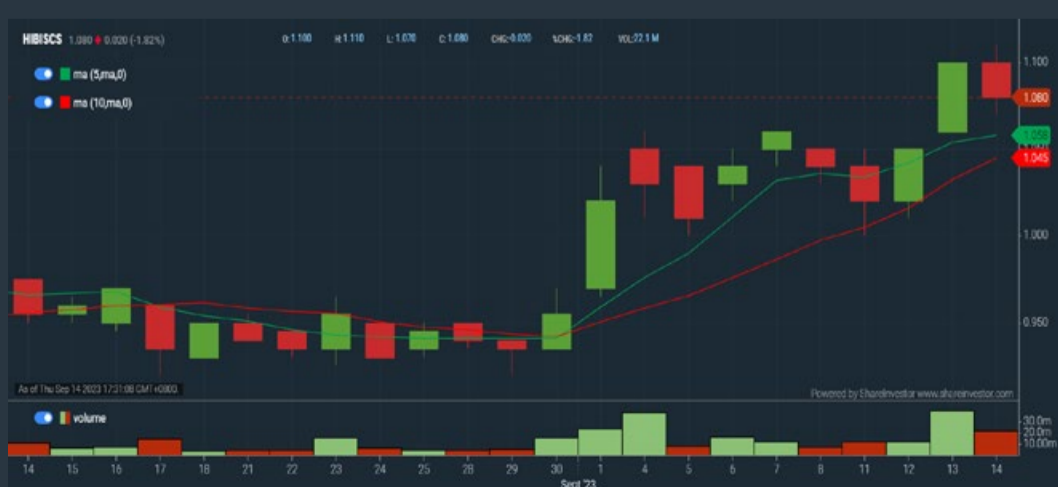 HIBISCS 1.080 0.020 (-1.82%) O:1.100 H:1.110 L:1.070 C:1.080 CHG:-0.020 %CHG:-1.82 VOL:22.1 M
ma (5,ma,0)
ma (10,ma,0)
1.100
1.080
1.058
1.045
1.000
0.950
As of Thu Sep 14 2023 17:31:08 GMT+0800.
Powered by ShareInvestor www.shareinvestor.com
volume
30.0m
20.0m
10.00m
14 15 16 17 18 21 22 23 24 25 28 29 30 1 4 5 6 7 8 11 12 13 14
Sept '23